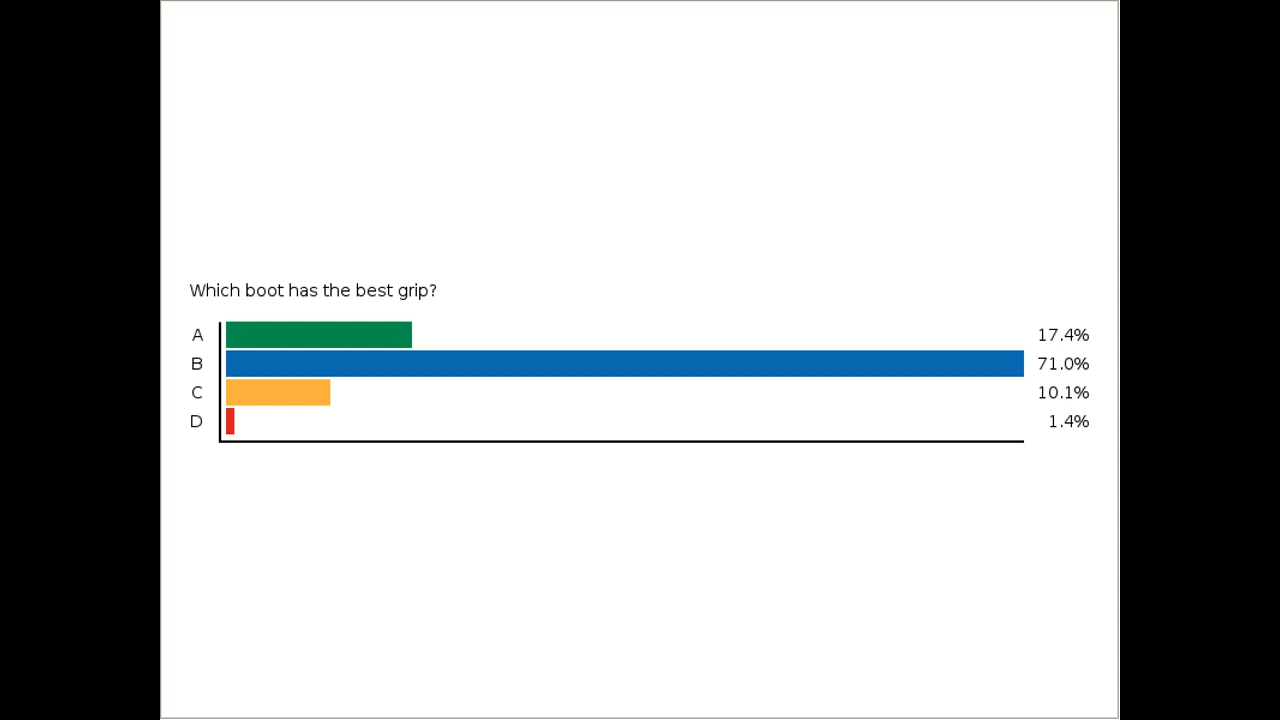 Which boot has the best grip?
A 17.4%
B 71.0%
C 10.1%
D 1.4%